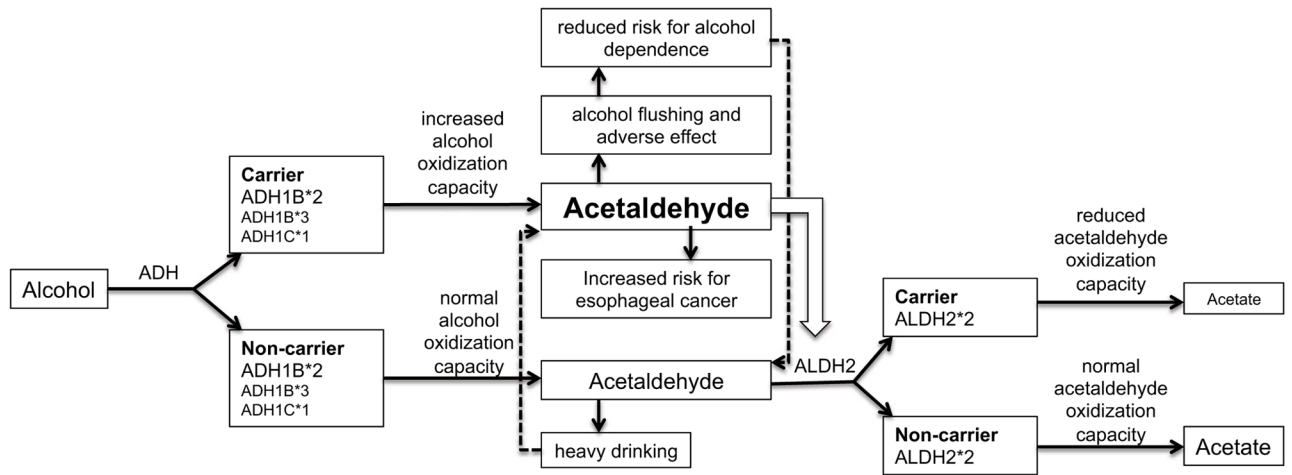 reduced risk for alcohol
dependence
alcohol flushing and
adverse effect
increased
alcohol
oxidization
capacity
Carrier
ADH1B*2
ADH1B*3
ADH1C*1
Acetaldehyde
Increased risk for
esophageal cancer
Alcohol
ADH
Non-carrier
ADH1B*2
ADH1B*3
ADH1C*1
normal
alcohol
oxidization
capacity
Acetaldehyde
heavy drinking
ALDH2
Carrier
ALDH2*2
reduced
acetaldehyde
oxidization
capacity
Acetate
Non-carrier
ALDH2*2
normal
acetaldehyde
oxidization
capacity
Acetate